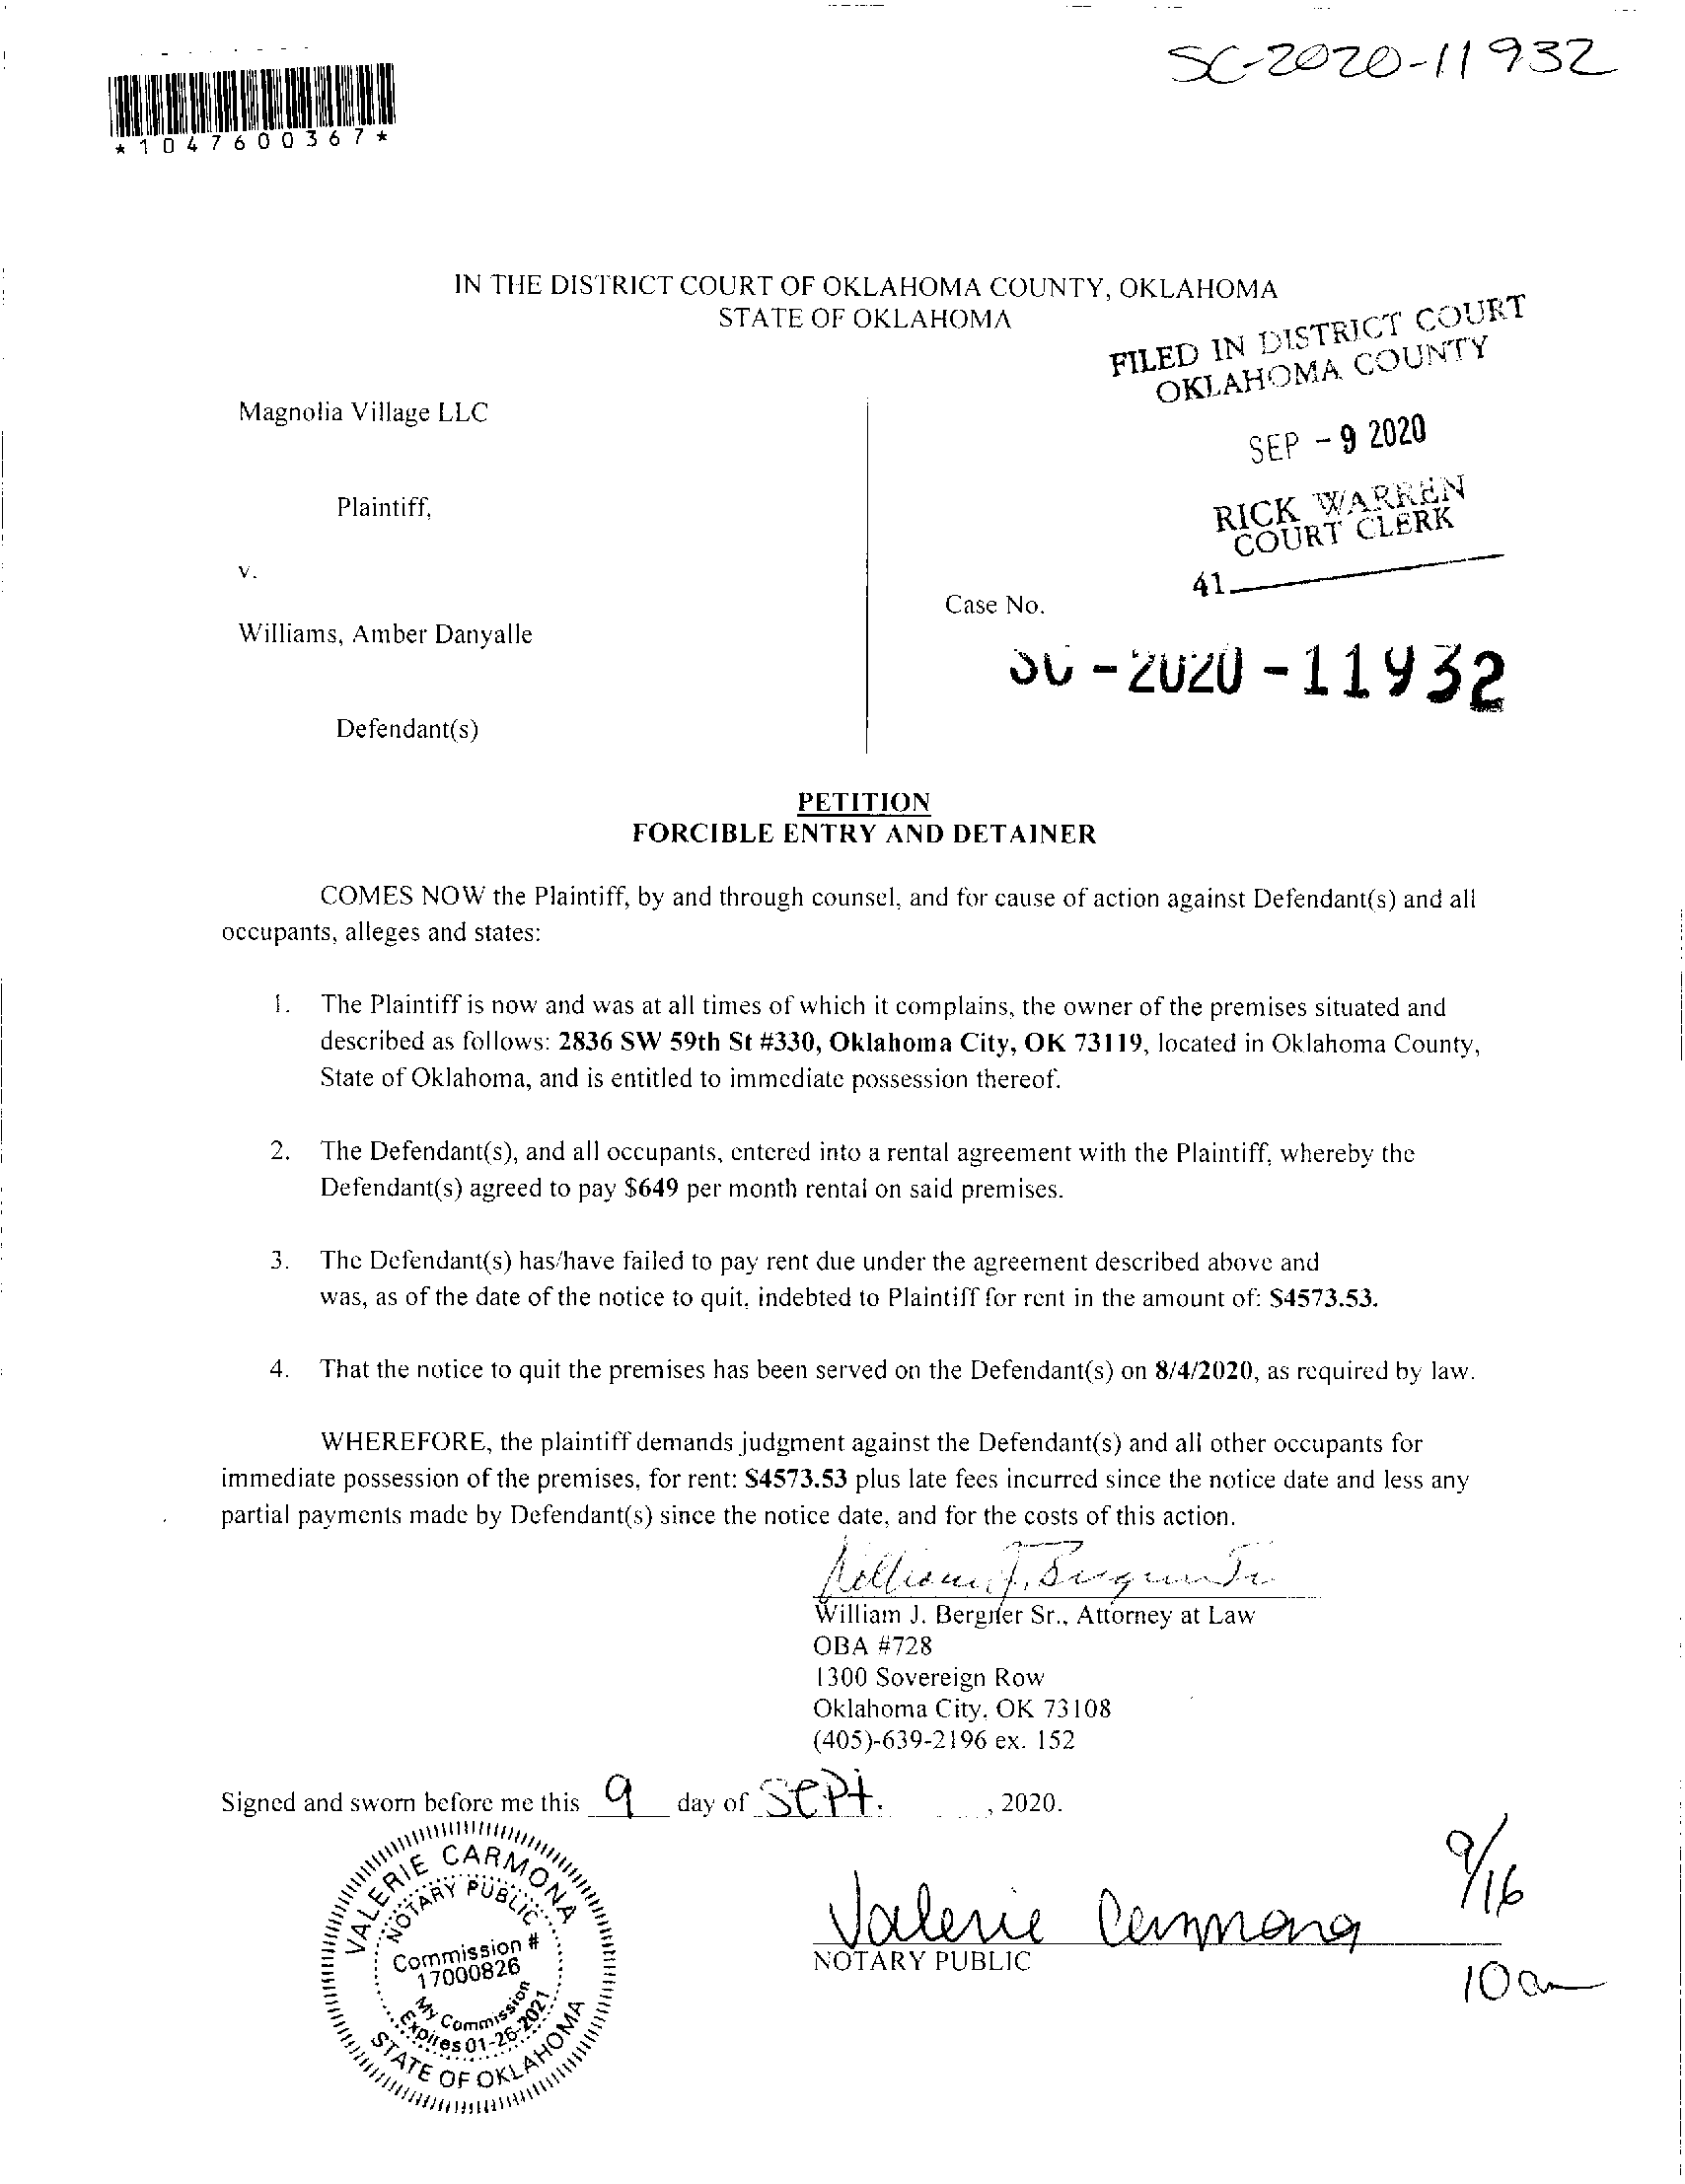 SC-2020-11932
*1047600367*
IN THE DISTRICT COURT OF OKLAHOMA COUNTY, OKLAHOMA
STATE OF OKLAHOMA
FILED IN DISTRICT COURT
OKLAHOMA COUNTY
SEP - 9 2020
RICK WARREN
COURT CLERK
41
Magnolia Village LLC
Plaintiff,
v.
Case No.
Williams, Amber Danyalle
SC - 2020 - 11932
Defendant(s)
PETITION
FORCIBLE ENTRY AND DETAINER
COMES NOW the Plaintiff, by and through counsel, and for cause of action against Defendant(s) and all
occupants, alleges and states:
1. The Plaintiff is now and was at all times of which it complains, the owner of the premises situated and
described as follows: 2836 SW 59th St #330, Oklahoma City, OK 73119, located in Oklahoma County,
State of Oklahoma, and is entitled to immediate possession thereof.
2. The Defendant(s), and all occupants, entered into a rental agreement with the Plaintiff, whereby the
Defendant(s) agreed to pay $649 per month rental on said premises.
3. The Defendant(s) has/have failed to pay rent due under the agreement described above and
was, as of the date of the notice to quit, indebted to Plaintiff for rent in the amount of: $4573.53.
4. That the notice to quit the premises has been served on the Defendant(s) on 8/4/2020, as required by law.
WHEREFORE, the plaintiff demands judgment against the Defendant(s) and all other occupants for
immediate possession of the premises, for rent: $4573.53 plus late fees incurred since the notice date and less any
partial payments made by Defendant(s) since the notice date, and for the costs of this action.
William J. Bergner Sr., Attorney at Law
OBA #728
1300 Sovereign Row
Oklahoma City, OK 73108
(405)-639-2196 ex. 152
Signed and sworn before me this 9 day of Sept. , 2020.
VALERIE CARMONA
NOTARY PUBLIC
Commission #
17000826
My Commission
Expires 01-26-2021
STATE OF OKLAHOMA
Valerie Carmona
NOTARY PUBLIC
9/16
10am